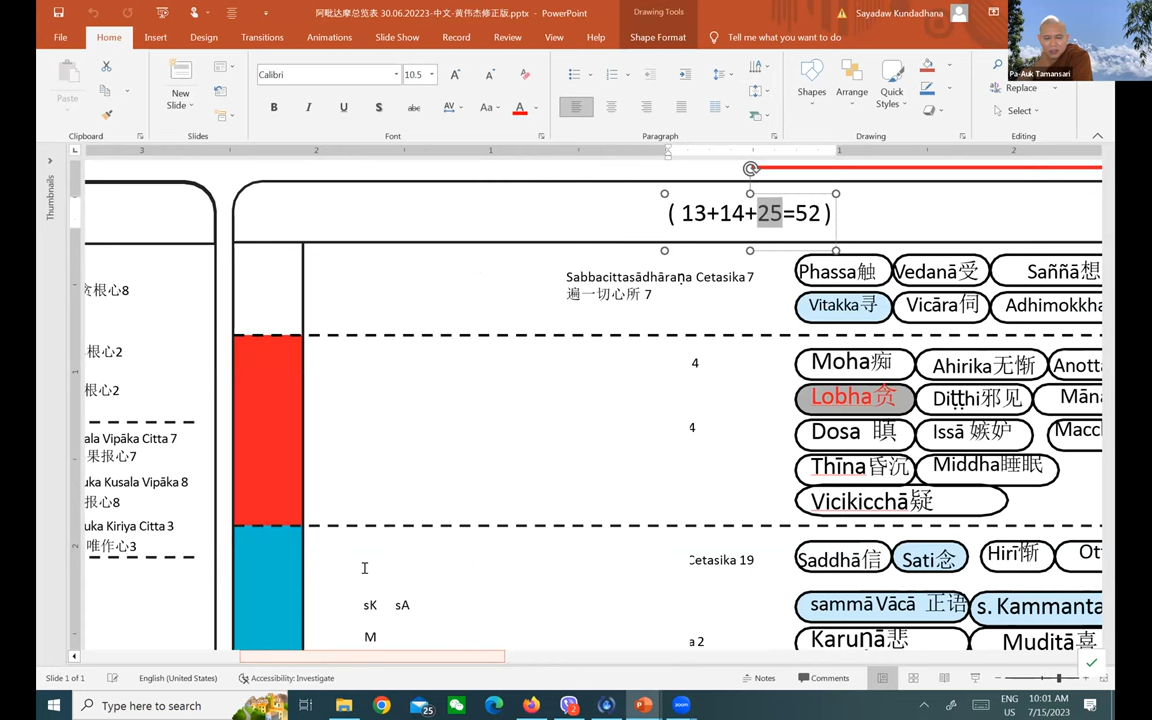 阿毗达摩总览表 30.06.20223-中文-黄伟杰修正版.pptx - PowerPoint
Drawing Tools
Sayadaw Kundadhana
File Home Insert Design Transitions Animations Slide Show Record Review View Help Shape Format Tell me what you want to do
Pa-Auk Tamansari
Calibri 10.5
Paste
New
Slide
Shapes
Arrange
Quick
Styles
Replace
Select
Clipboard Slides Font Paragraph Drawing Editing
3 2 1 1 2
Thumbnails
( 13+14+25=52 )
Sabbacittasādhāraņa Cetasika 7
遍一切心所 7
Phassa触 Vedanā受 Saññā想
Vitakka寻 Vicāra伺 Adhimokkha
贪根心8
根心2
根心2
4
Moha痴 Ahirika无惭 Anott
Lobha贪 Diṭṭhi邪见 Māna
4
Dosa 瞋 Issā 嫉妒 Macc
Thīna昏沉 Middha睡眠
Vicikicchā疑
ala Vipāka Citta 7
果报心7
uka Kusala Vipāka 8
报心8
uka Kiriya Citta 3
唯作心3
Cetasika 19
Saddhā信 Sati念 Hirī惭 Ot
sK sA
sammāVācā 正语 s. Kammanta
M
a 2
Karuņā悲 Muditā喜
Slide 1 of 1 English (United States) Accessibility: Investigate Notes Comments
Type here to search
25
2
ENG
US
10:01 AM
7/15/2023